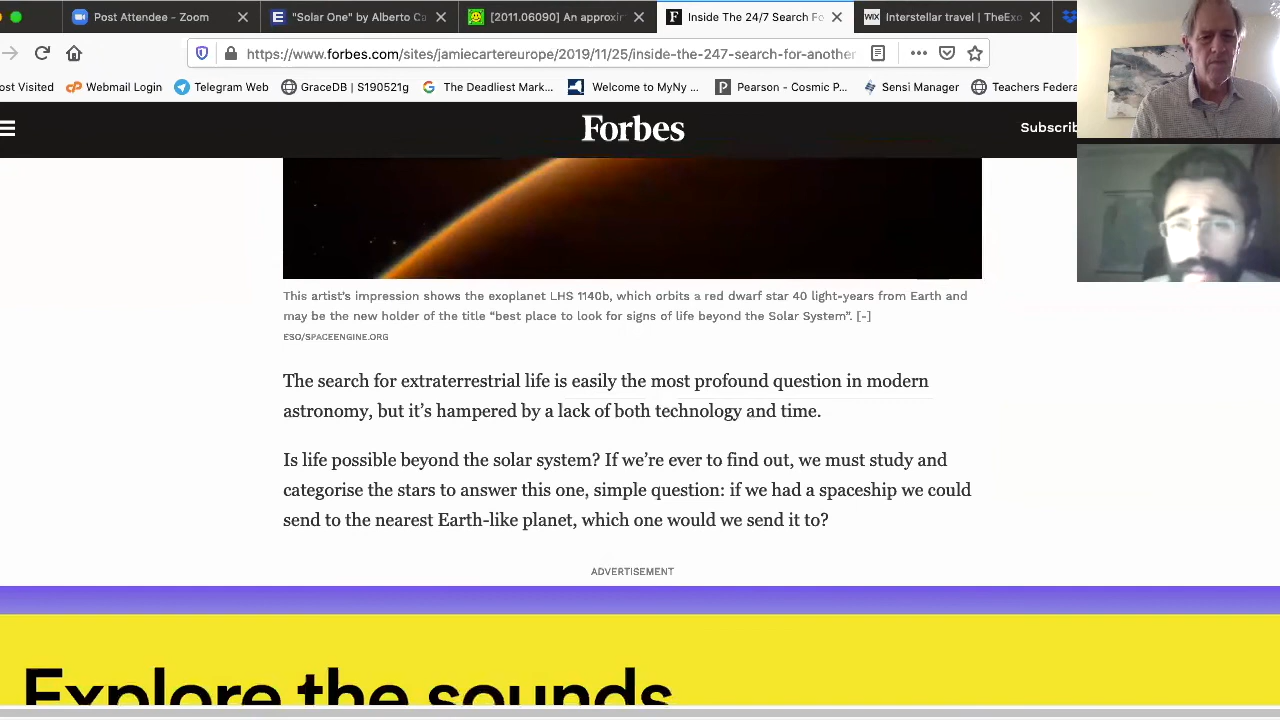 Post Attendee - Zoom
"Solar One" by Alberto Ca
[2011.06090] An approxir
Inside The 24/7 Search Fo
WIX
Interstellar travel | TheExo
https://www.forbes.com/sites/jamiecartereurope/2019/11/25/inside-the-247-search-for-another
ost Visited
Webmail Login
Telegram Web
GraceDB | S190521g
The Deadliest Mark...
Welcome to MyNy ...
Pearson - Cosmic P...
Sensi Manager
Teachers Federa
Forbes
Subscrib
This artist's impression shows the exoplanet LHS 1140b, which orbits a red dwarf star 40 light-years from Earth and
may be the new holder of the title “best place to look for signs of life beyond the Solar System”. [-]
ESO/SPACEENGINE.ORG
The search for extraterrestrial life is easily the most profound question in modern
astronomy, but it’s hampered by a lack of both technology and time.
Is life possible beyond the solar system? If we’re ever to find out, we must study and
categorise the stars to answer this one, simple question: if we had a spaceship we could
send to the nearest Earth-like planet, which one would we send it to?
ADVERTISEMENT
Explore the sounds